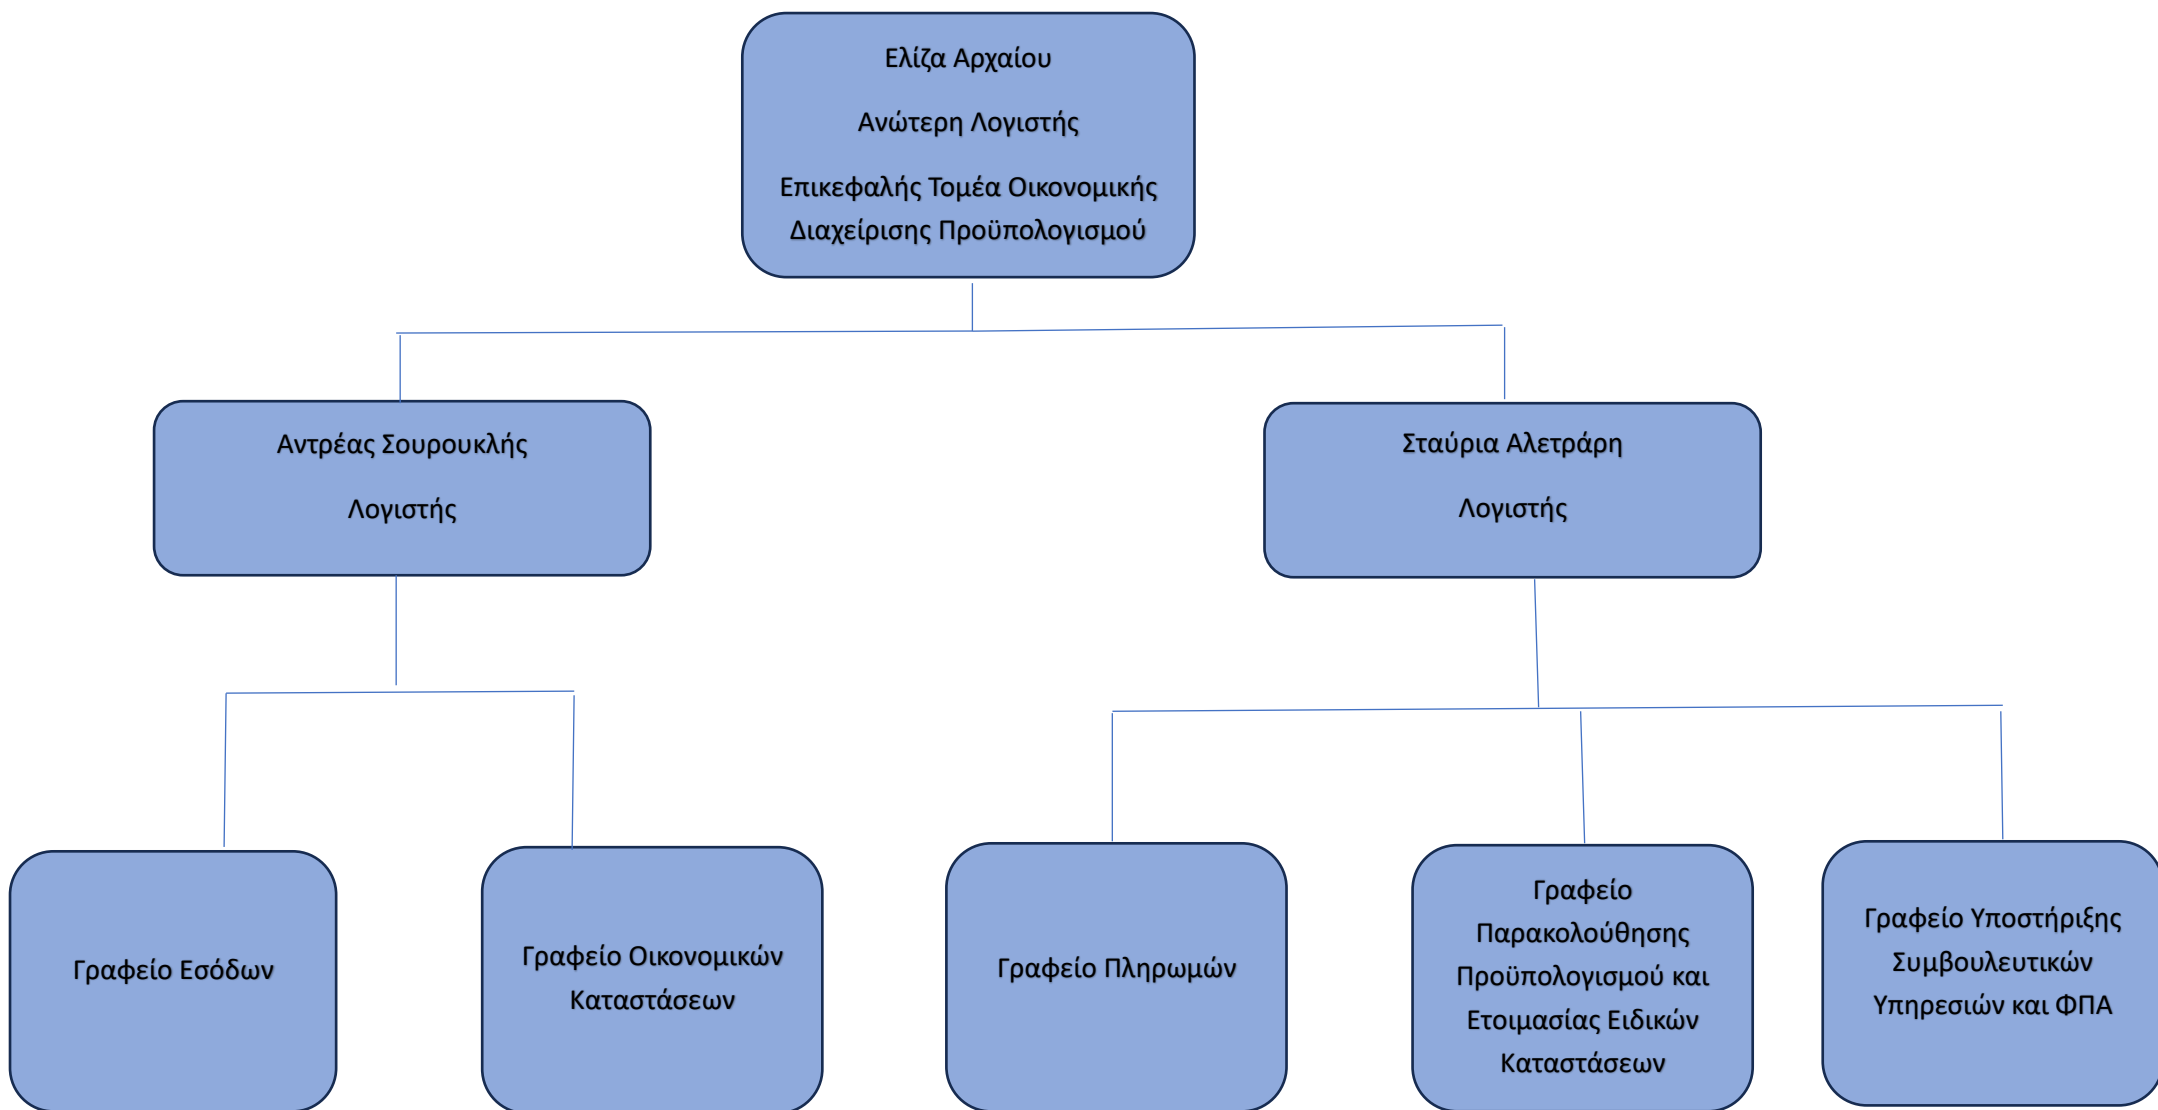 Ελίζα Αρχαίου
Ανώτερη Λογιστής
Επικεφαλής Τομέα Οικονομικής
Διαχείρισης Προϋπολογισμού
Αντρέας Σουρουκλής
Λογιστής
Σταύρια Αλετράρη
Λογιστής
Γραφείο Εσόδων
Γραφείο Οικονομικών
Καταστάσεων
Γραφείο Πληρωμών
Γραφείο
Παρακολούθησης
Προϋπολογισμού και
Ετοιμασίας Ειδικών
Καταστάσεων
Γραφείο Υποστήριξης
Συμβουλευτικών
Υπηρεσιών και ΦΠΑ